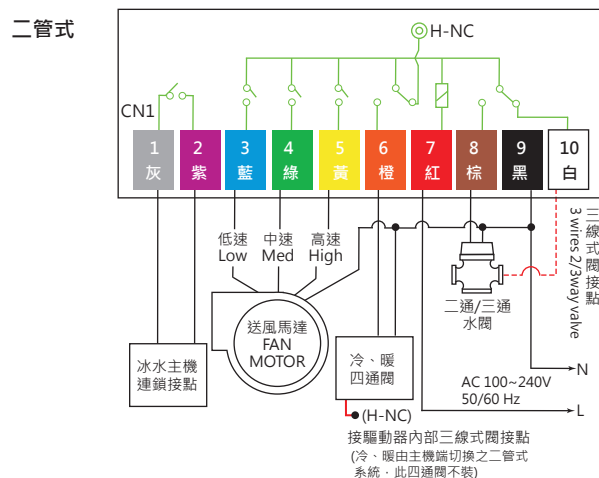 二管式
H-NC
CN1
1 2 3 4 5 6 7 8 9 10
灰 紫 藍 綠 黃 橙 紅 棕 黑 白
低速 中速 高速
Low Med High
三線式閥接點
3 wires 2/3way valve
送風馬達
FAN
MOTOR
二通/三通
水閥
冰水主機
連鎖接點
冷、暖
四通閥
N
AC 100~240V
50/60 Hz
L
(H-NC)
接驅動器內部三線式閥接點
(冷、暖由主機端切換之二管式
系統，此四通閥不裝)